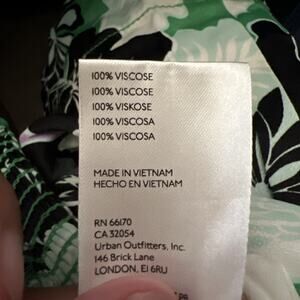 100% VISCOSE
100% VISCOSE
100% VISKOSE
100% VISCOSA
100% VISCOSA
MADE IN VIETNAM
HECHO EN VIETNAM
RN 66170
CA 32054
Urban Outfitters, Inc.
146 Brick Lane
LONDON, E1 6RU